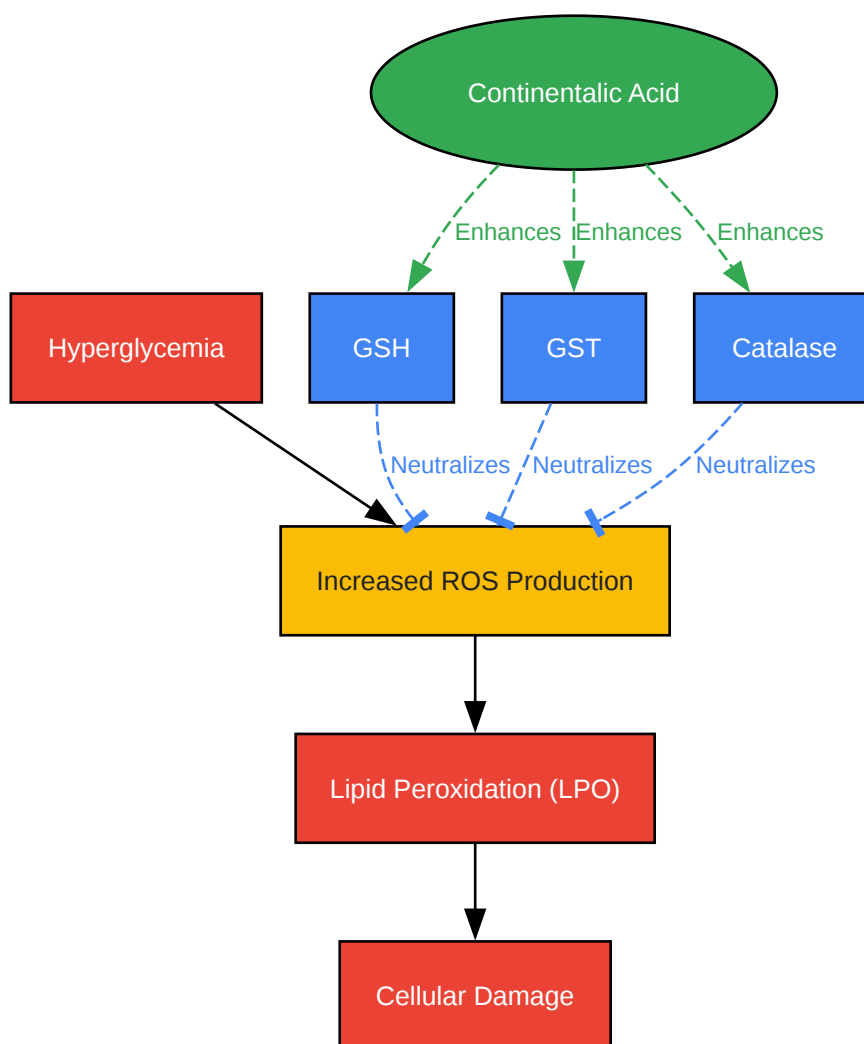 Continentalic Acid
Enhances
Enhances
Enhances
Hyperglycemia
GSH
GST
Catalase
Neutralizes
Neutralizes
Neutralizes
Increased ROS Production
Lipid Peroxidation (LPO)
Cellular Damage